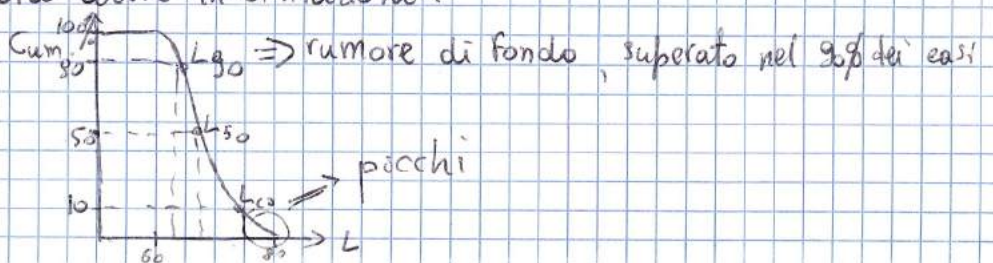 100%
Cum. %
90 L90 ⇒ rumore di fondo, superato nel 90% dei casi
50 L50
picchi
10 L10
60 80 L